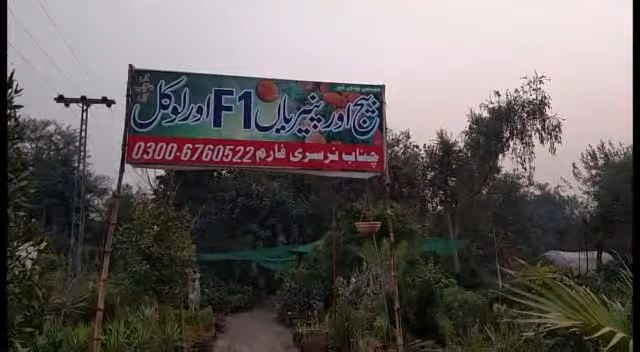 بیج اور پنیریاں F1 اور لوکل
چناب نرسری فارم 0300-6760522